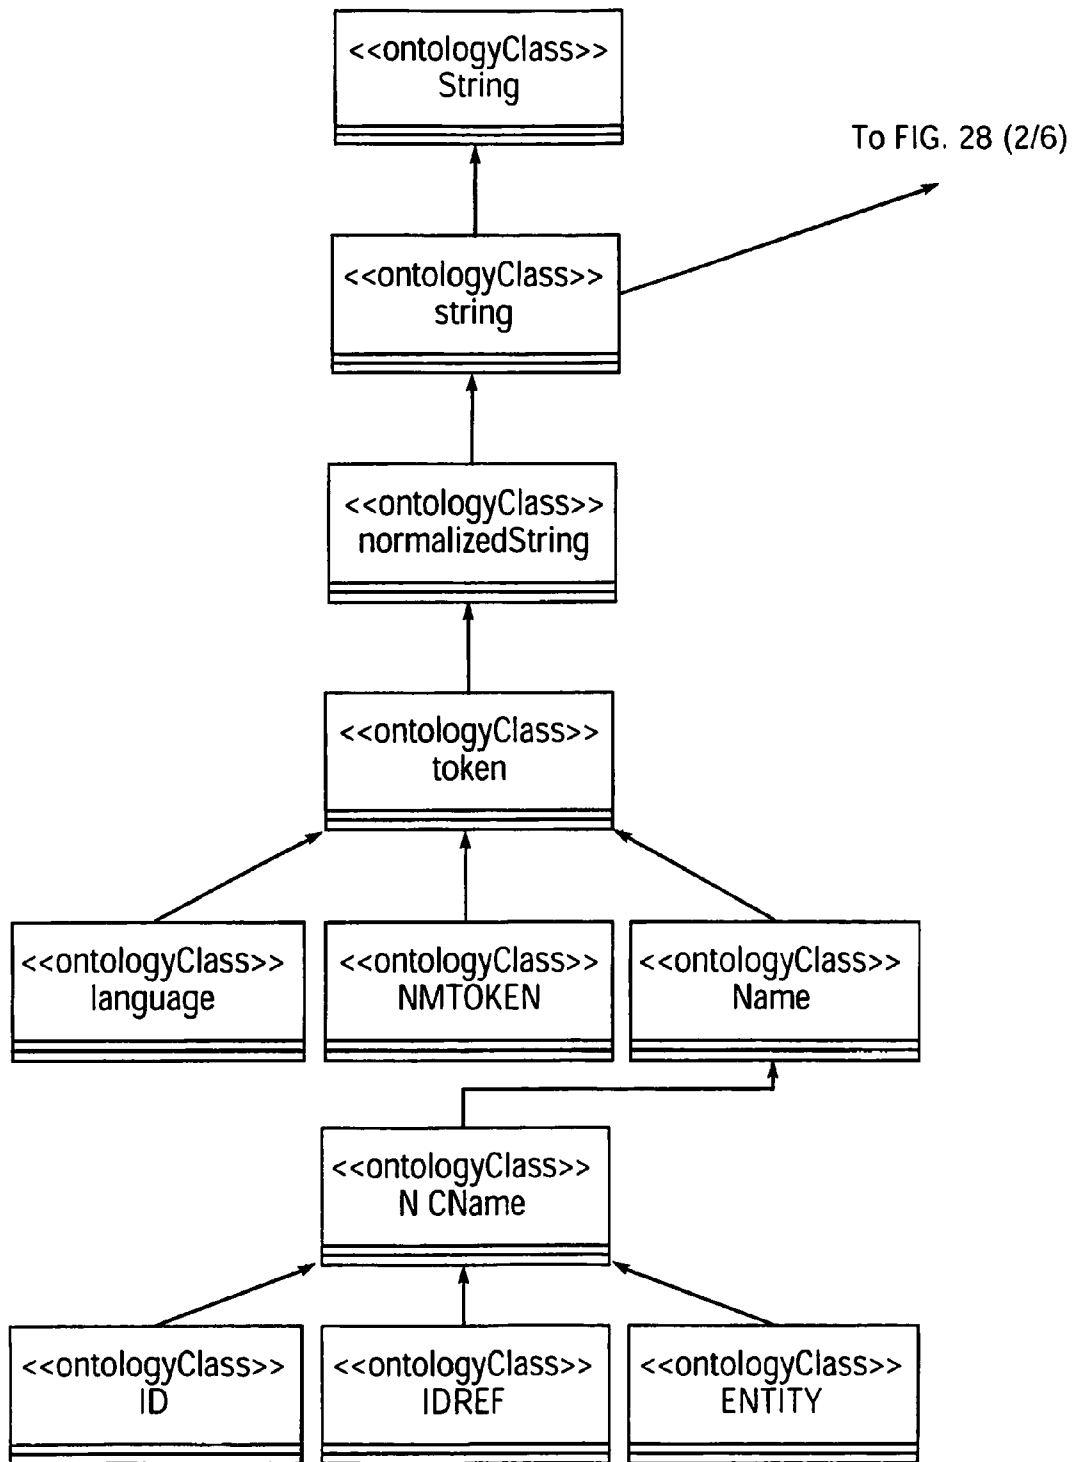 <<ontologyClass>>
String
To FIG. 28 (2/6)
<<ontologyClass>>
string
<<ontologyClass>>
normalizedString
<<ontologyClass>>
token
<<ontologyClass>>
language
<<ontologyClass>>
NMTOKEN
<<ontologyClass>>
Name
<<ontologyClass>>
N CName
<<ontologyClass>>
ID
<<ontologyClass>>
IDREF
<<ontologyClass>>
ENTITY